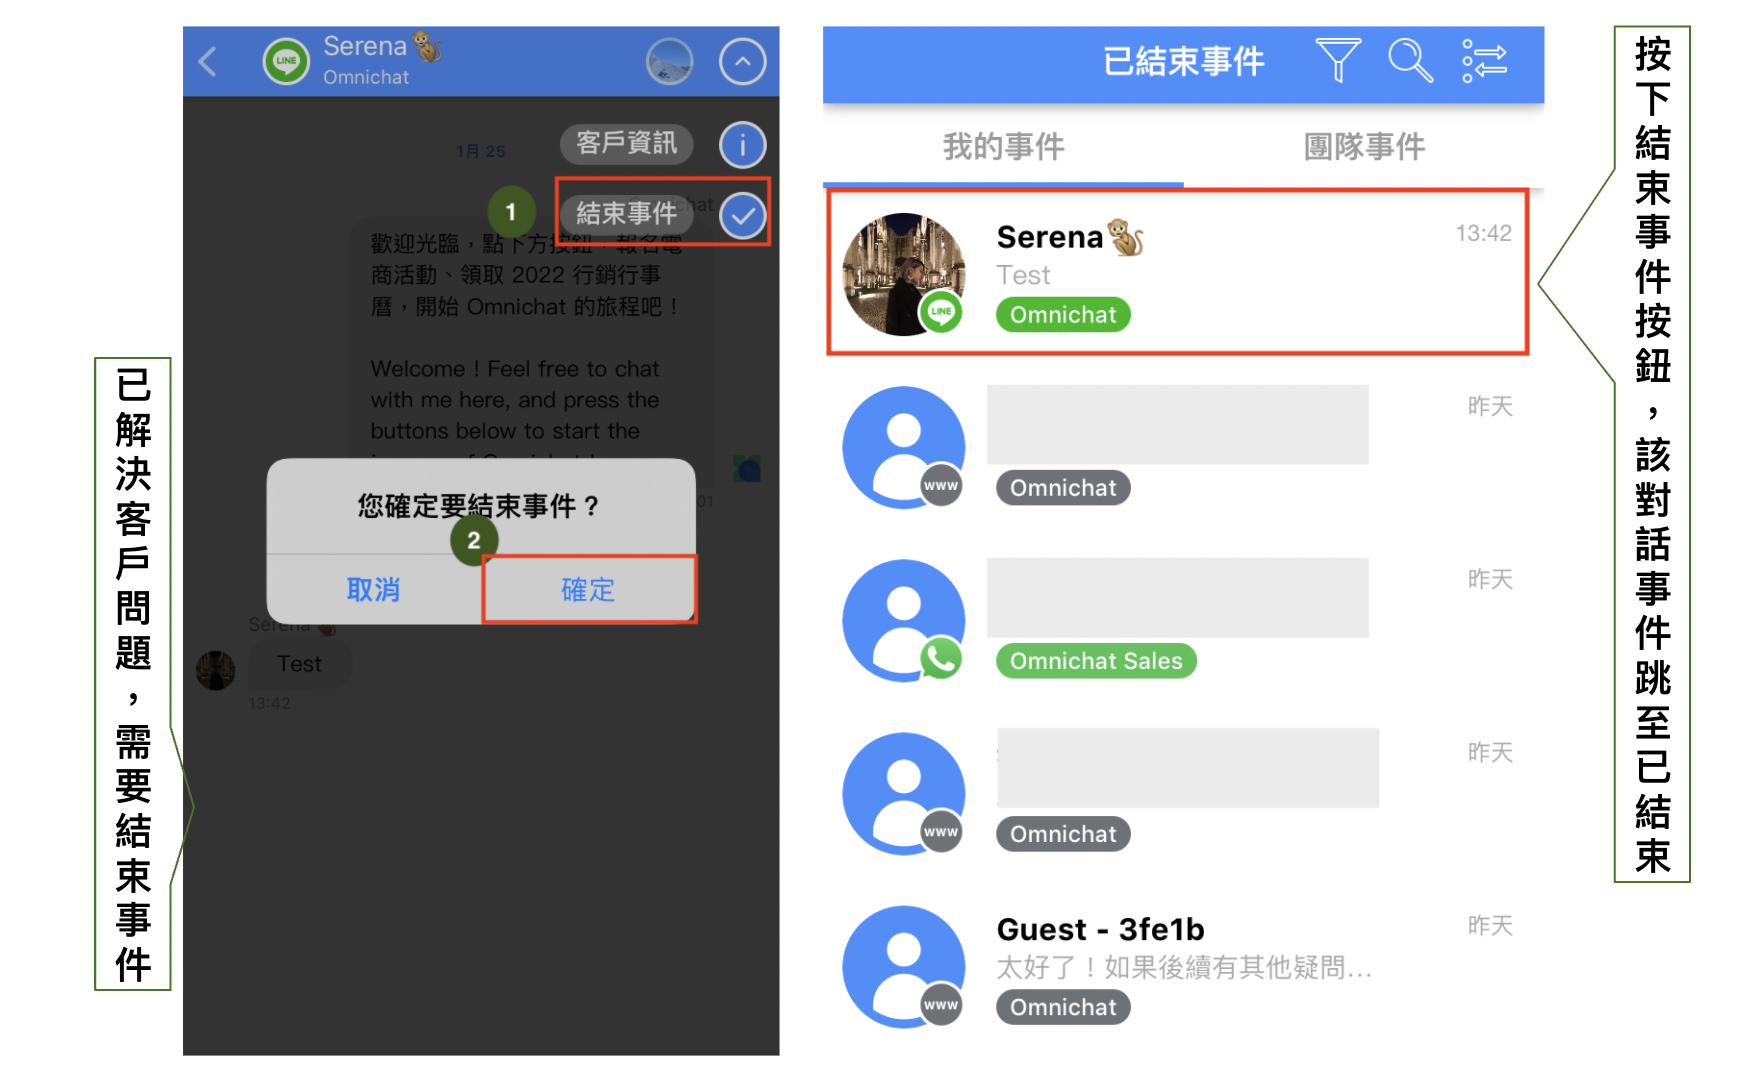 已解決客戶問題，需要結束事件
LINE
Serena
Omnichat
1月 25
客戶資訊
i
1
結束事件
歡迎光臨，點下方按鈕，報名電
商活動、領取 2022 行銷行事
曆，開始 Omnichat 的旅程吧！
Welcome ! Feel free to chat
with me here, and press the
buttons below to start the
您確定要結束事件？
2
取消
確定
01
Serena
Test
13:42
已結束事件
我的事件
團隊事件
Serena
13:42
Test
LINE
Omnichat
昨天
www
Omnichat
昨天
Omnichat Sales
昨天
www
Omnichat
Guest - 3fe1b
昨天
太好了！如果後續有其他疑問...
www
Omnichat
按下結束事件按鈕，該對話事件跳至已結束